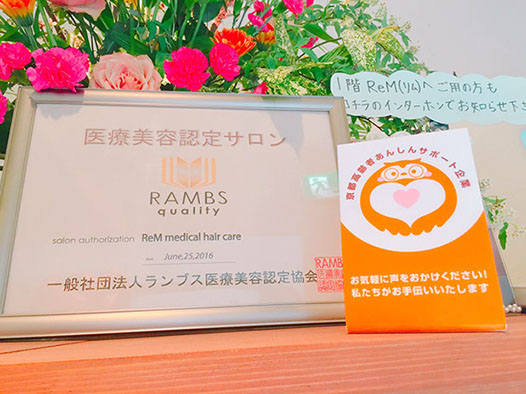 医療美容認定サロン
RAMBS
quality
salon authorization ReM medical hair care
June,25,2016
一般社団法人ランブス医療美容認定協会
RAMBS
1階 ReM(リム)へご用の方も
コチラのインターホンでお知らせ下さ
京都高齢者あんしんサポート企業
お気軽に声をおかけください!
私たちがお手伝いいたします